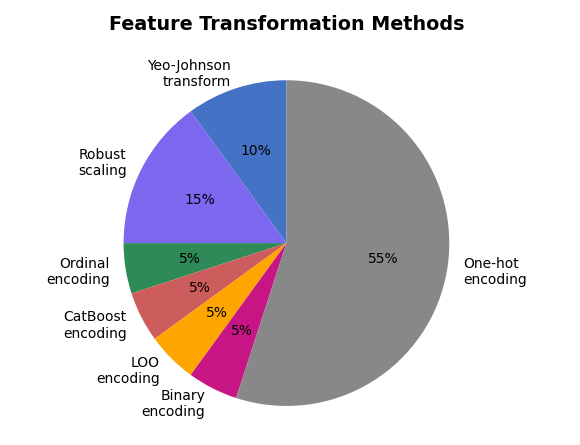 Feature Transformation Methods
Yeo-Johnson
transform
10%
Robust
scaling
15%
Ordinal
encoding
5%
CatBoost
encoding
5%
LOO
encoding
5%
Binary
encoding
5%
One-hot
encoding
55%